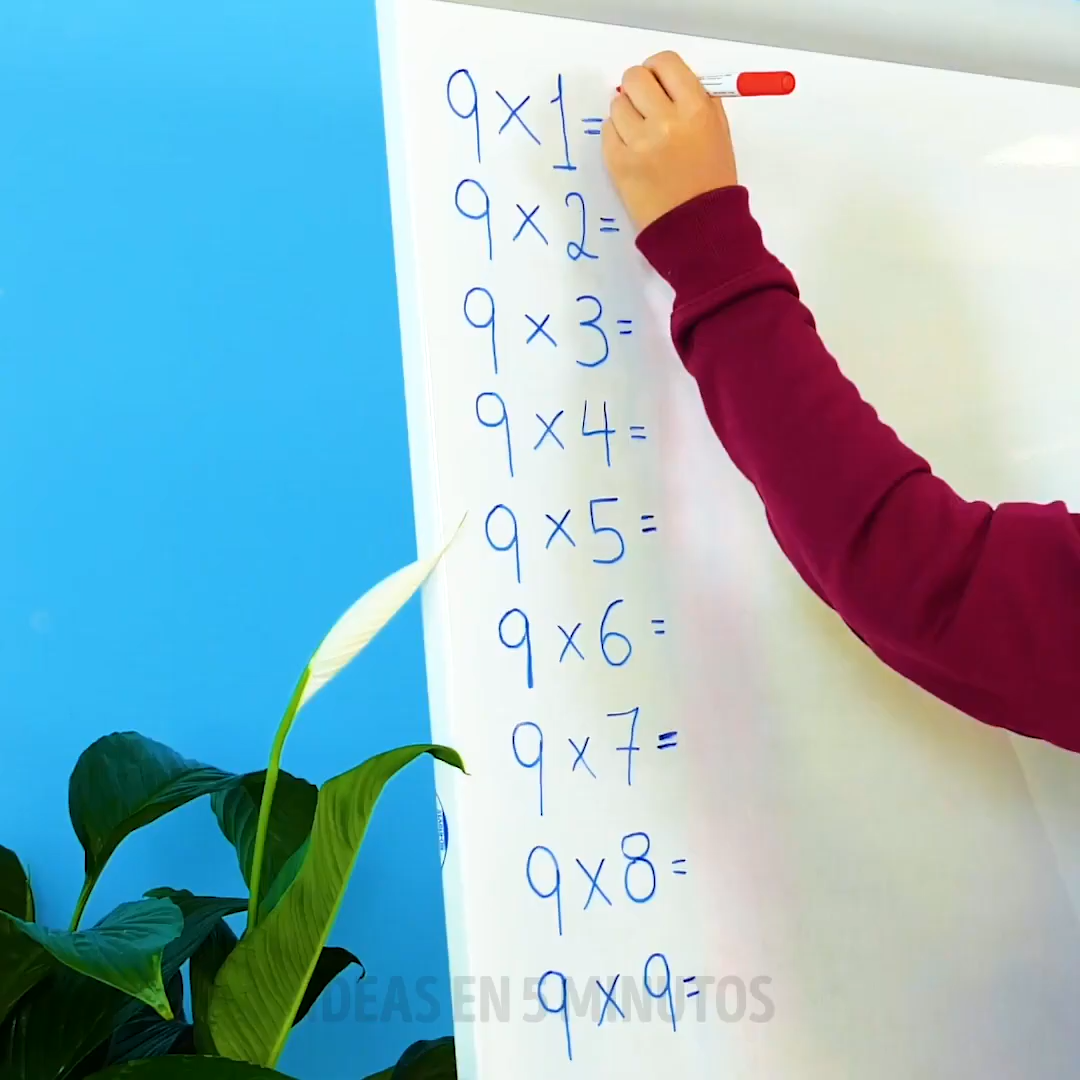 9 x 1=
9 x 2=
9 x 3=
9 x 4=
9 x 5=
9 x 6=
9 x 7=
9 x 8=
9 x 9=
IDEAS EN 5 MINUTOS